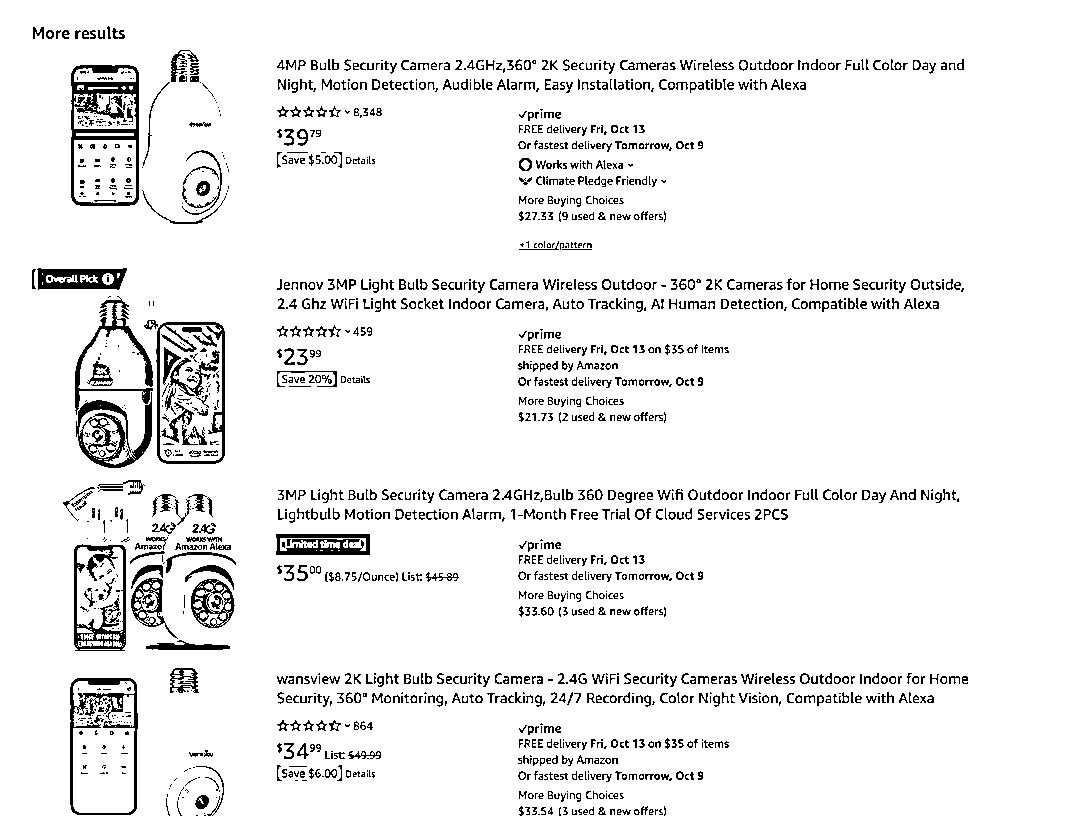 More results
4MP Bulb Security Camera 2.4GHz,360° 2K Security Cameras Wireless Outdoor Indoor Full Color Day and
Night, Motion Detection, Audible Alarm, Easy Installation, Compatible with Alexa
8,348
$39 79
Save $5.00 Details
prime
FREE delivery Fri, Oct 13
Or fastest delivery Tomorrow, Oct 9
Works with Alexa
Climate Pledge Friendly
More Buying Choices
$27.33 (9 used & new offers)
+1 color/pattern
Overall Pick
Jennov 3MP Light Bulb Security Camera Wireless Outdoor - 360° 2K Cameras for Home Security Outside,
2.4 Ghz WiFi Light Socket Indoor Camera, Auto Tracking, AI Human Detection, Compatible with Alexa
459
$23 99
Save 20% Details
prime
FREE delivery Fri, Oct 13 on $35 of items
shipped by Amazon
Or fastest delivery Tomorrow, Oct 9
More Buying Choices
$21.73 (2 used & new offers)
2.4G 2.4G
WORKS WITH
Amazon Amazon Alexa
3MP Light Bulb Security Camera 2.4GHz,Bulb 360 Degree Wifi Outdoor Indoor Full Color Day And Night,
Lightbulb Motion Detection Alarm, 1-Month Free Trial Of Cloud Services 2PCS
Limited time deal
$35 00 ($8.75/Ounce) List: $45.89
prime
FREE delivery Fri, Oct 13
Or fastest delivery Tomorrow, Oct 9
More Buying Choices
$33.60 (3 used & new offers)
wansview 2K Light Bulb Security Camera - 2.4G WiFi Security Cameras Wireless Outdoor Indoor for Home
Security, 360° Monitoring, Auto Tracking, 24/7 Recording, Color Night Vision, Compatible with Alexa
864
$34 99 List: $49.99
Save $6.00 Details
prime
FREE delivery Fri, Oct 13 on $35 of items
shipped by Amazon
Or fastest delivery Tomorrow, Oct 9
More Buying Choices
$33.54 (3 used & new offers)